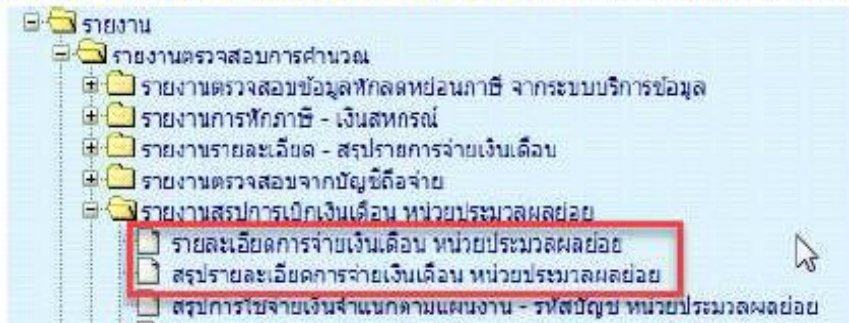 รายงาน
รายงานตรวจสอบการคำนวณ
รายงานตรวจสอบข้อมูลหักลดหย่อนภาษี จากระบบบริการข้อมูล
รายงานการหักภาษี - เงินสหกรณ์
รายงานรายละเอียด - สรุปรายการจ่ายเงินเดือน
รายงานตรวจสอบจากบัญชีถือจ่าย
รายงานสรุปการเบิกเงินเดือน หน่วยประมวลผลย่อย
รายละเอียดการจ่ายเงินเดือน หน่วยประมวลผลย่อย
สรุปรายละเอียดการจ่ายเงินเดือน หน่วยประมวลผลย่อย
สรุปการใช้จ่ายเงินจำแนกตามแผนงาน - รหัสบัญชี หน่วยประมวลผลย่อย